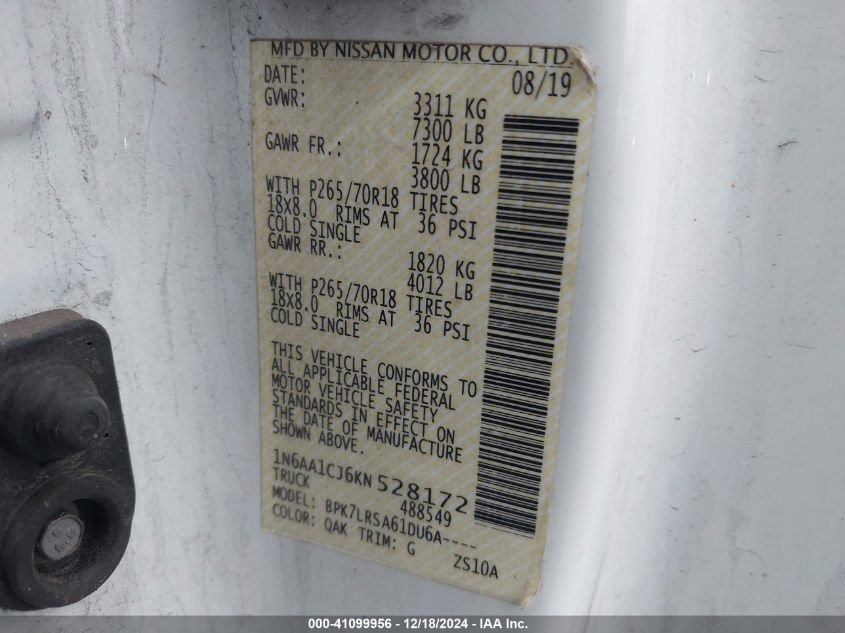 MFD BY NISSAN MOTOR CO., LTD.
DATE: 08/19
GVWR: 3311 KG
7300 LB
GAWR FR.: 1724 KG
3800 LB
WITH P265/70R18 TIRES
18X8.0 RIMS AT 36 PSI
COLD SINGLE
GAWR RR.: 1820 KG
4012 LB
WITH P265/70R18 TIRES
18X8.0 RIMS AT 36 PSI
COLD SINGLE
THIS VEHICLE CONFORMS TO
ALL APPLICABLE FEDERAL
MOTOR VEHICLE SAFETY
STANDARDS IN EFFECT ON
THE DATE OF MANUFACTURE
SHOWN ABOVE.
1N6AA1CJ6KN528172
TRUCK 488549
MODEL: BPK7LRSA61DU6A----
COLOR: QAK TRIM: G ZS10A
000-41099956 - 12/18/2024 - IAA Inc.